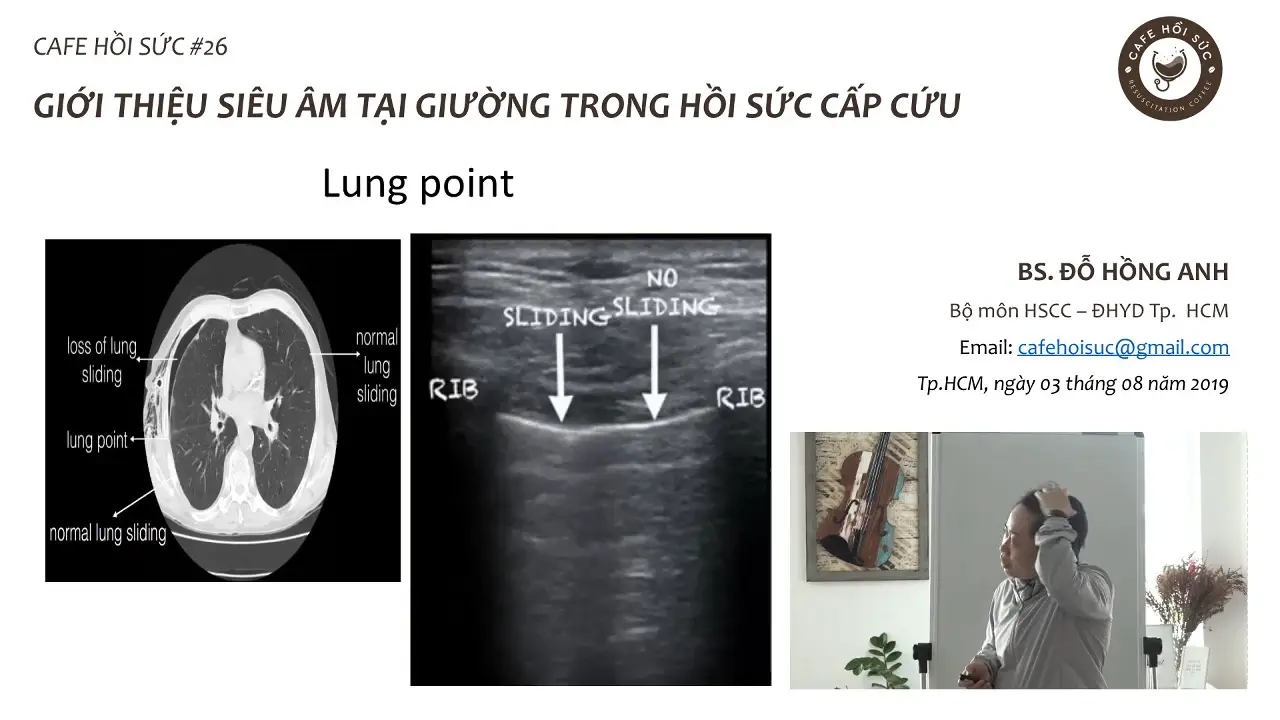 CAFE HỒI SỨC #26
GIỚI THIỆU SIÊU ÂM TẠI GIƯỜNG TRONG HỒI SỨC CẤP CỨU
CAFE HỒI SỨC
RESUSCITATION COFFEE
Lung point
loss of lung
sliding
lung point
normal lung sliding
normal
lung
sliding
NO
SLIDING
SLIDING
RIB
RIB
BS. ĐỖ HỒNG ANH
Bộ môn HSCC – ĐHYD Tp. HCM
Email: cafehoisuc@gmail.com
Tp.HCM, ngày 03 tháng 08 năm 2019